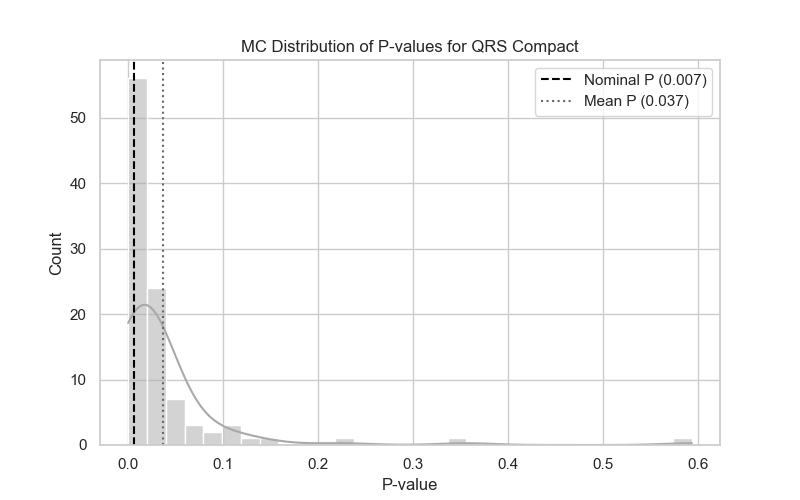 MC Distribution of P-values for QRS Compact
Nominal P (0.007)
Mean P (0.037)
Count
50
40
30
20
10
0
0.0 0.1 0.2 0.3 0.4 0.5 0.6
P-value